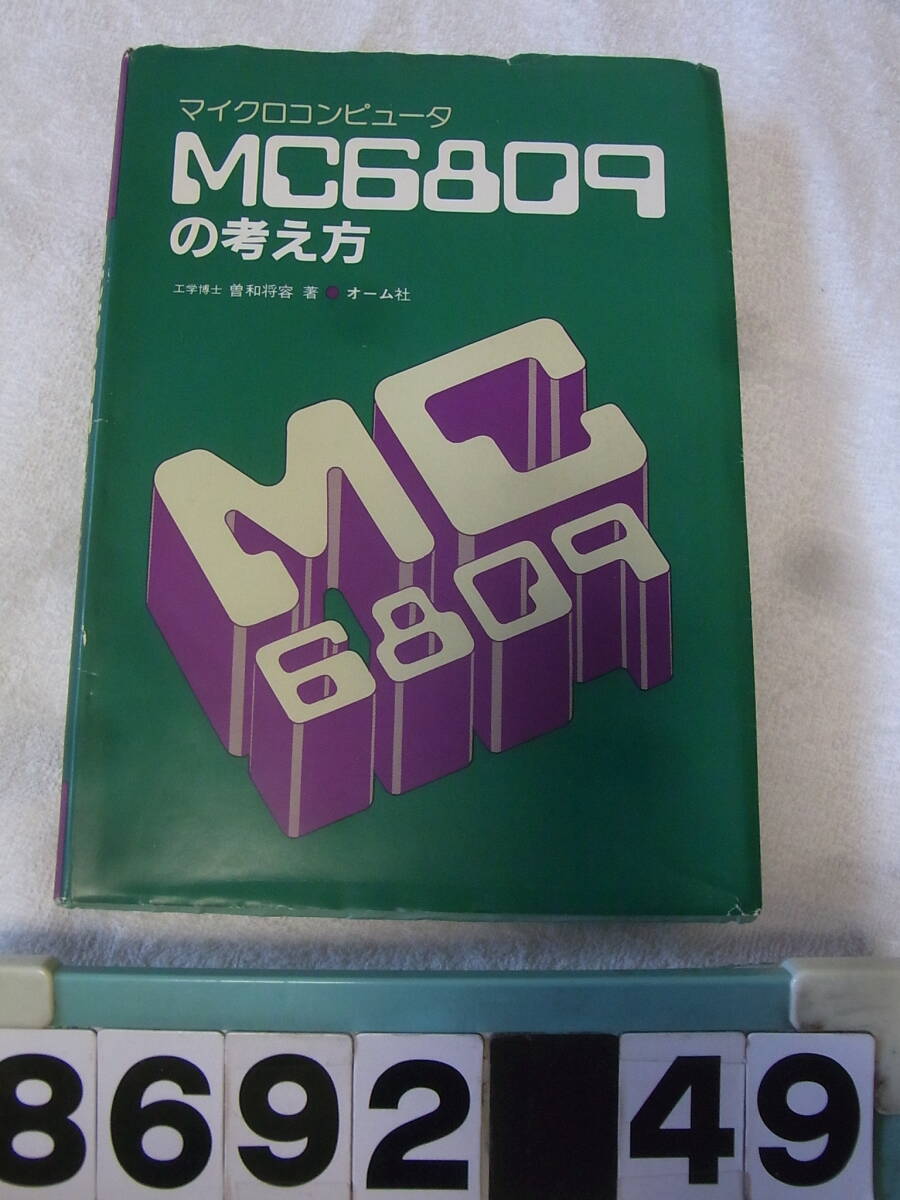 マイクロコンピュータ
MC6809
の考え方
工学博士 曽和将容 著 ● オーム社
MC
6809
8692 49